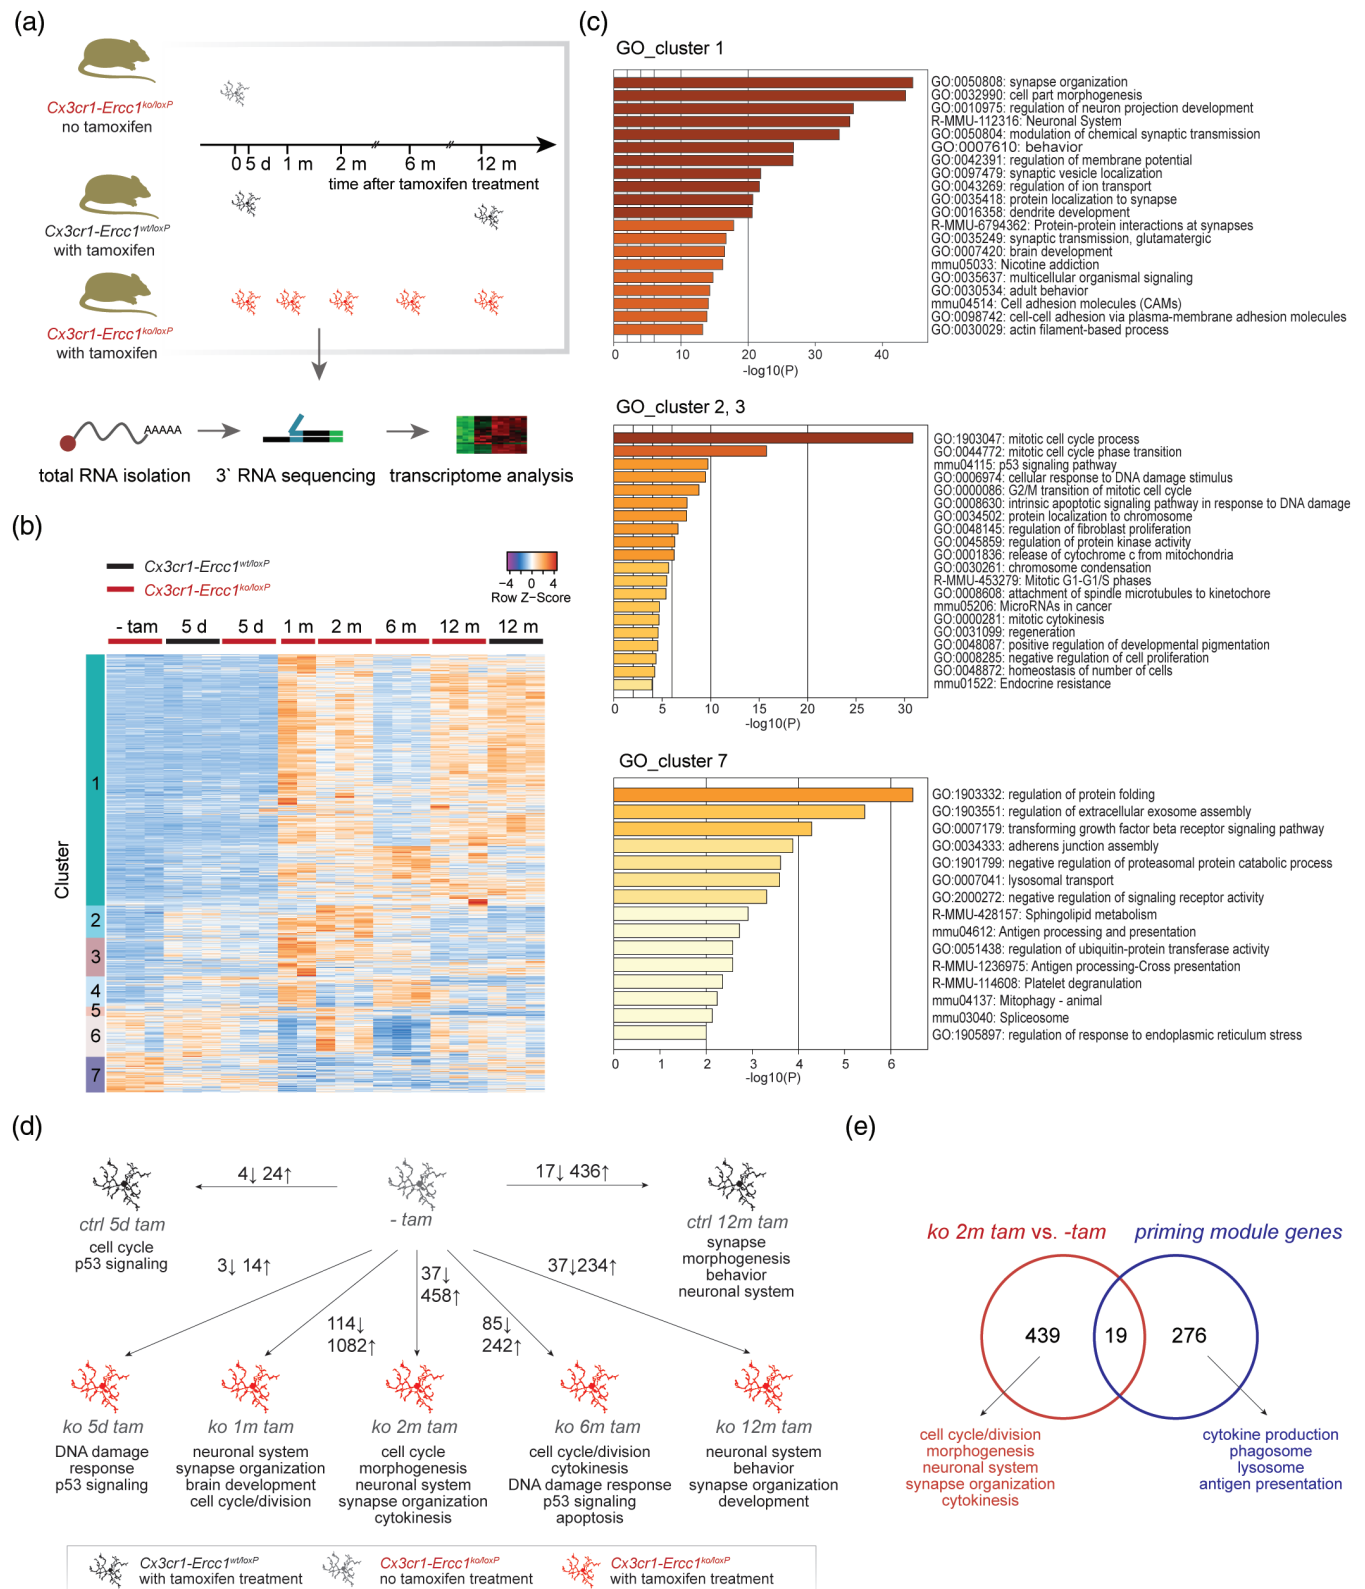 (a)
Cx3cr1-Ercc1ko/loxP
no tamoxifen
0 5 d 1 m 2 m 6 m 12 m
time after tamoxifen treatment
Cx3cr1-Ercc1wt/loxP
with tamoxifen
Cx3cr1-Ercc1ko/loxP
with tamoxifen
AAAAA
total RNA isolation
3` RNA sequencing
transcriptome analysis
(b)
Cx3cr1-Ercc1wt/loxP
Cx3cr1-Ercc1ko/loxP
−4 0 4
Row Z−Score
- tam 5 d 5 d 1 m 2 m 6 m 12 m 12 m
Cluster
1
2
3
4
5
6
7
(c)
GO_cluster 1
GO:0050808: synapse organization
GO:0032990: cell part morphogenesis
GO:0010975: regulation of neuron projection development
R-MMU-112316: Neuronal System
GO:0050804: modulation of chemical synaptic transmission
GO:0007610: behavior
GO:0042391: regulation of membrane potential
GO:0097479: synaptic vesicle localization
GO:0043269: regulation of ion transport
GO:0035418: protein localization to synapse
GO:0016358: dendrite development
R-MMU-6794362: Protein-protein interactions at synapses
GO:0035249: synaptic transmission, glutamatergic
GO:0007420: brain development
mmu05033: Nicotine addiction
GO:0035637: multicellular organismal signaling
GO:0030534: adult behavior
mmu04514: Cell adhesion molecules (CAMs)
GO:0098742: cell-cell adhesion via plasma-membrane adhesion molecules
GO:0030029: actin filament-based process
0 10 20 30 40
-log10(P)
GO_cluster 2, 3
GO:1903047: mitotic cell cycle process
GO:0044772: mitotic cell cycle phase transition
mmu04115: p53 signaling pathway
GO:0006974: cellular response to DNA damage stimulus
GO:0000086: G2/M transition of mitotic cell cycle
GO:0008630: intrinsic apoptotic signaling pathway in response to DNA damage
GO:0034502: protein localization to chromosome
GO:0048145: regulation of fibroblast proliferation
GO:0045859: regulation of protein kinase activity
GO:0001836: release of cytochrome c from mitochondria
GO:0030261: chromosome condensation
R-MMU-453279: Mitotic G1-G1/S phases
GO:0008608: attachment of spindle microtubules to kinetochore
mmu05206: MicroRNAs in cancer
GO:0000281: mitotic cytokinesis
GO:0031099: regeneration
GO:0048087: positive regulation of developmental pigmentation
GO:0008285: negative regulation of cell proliferation
GO:0048872: homeostasis of number of cells
mmu01522: Endocrine resistance
0 5 10 15 20 25 30
-log10(P)
GO_cluster 7
GO:1903332: regulation of protein folding
GO:1903551: regulation of extracellular exosome assembly
GO:0007179: transforming growth factor beta receptor signaling pathway
GO:0034333: adherens junction assembly
GO:1901799: negative regulation of proteasomal protein catabolic process
GO:0007041: lysosomal transport
GO:2000272: negative regulation of signaling receptor activity
R-MMU-428157: Sphingolipid metabolism
mmu04612: Antigen processing and presentation
GO:0051438: regulation of ubiquitin-protein transferase activity
R-MMU-1236975: Antigen processing-Cross presentation
R-MMU-114608: Platelet degranulation
mmu04137: Mitophagy - animal
mmu03040: Spliceosome
GO:1905897: regulation of response to endoplasmic reticulum stress
0 1 2 3 4 5 6
-log10(P)
(d)
4↓ 24↑
17↓ 436↑
ctrl 5d tam
cell cycle
p53 signaling
- tam
ctrl 12m tam
synapse
morphogenesis
behavior
neuronal system
3↓ 14↑
114↓
1082↑
37↓
458↑
85↓
242↑
37↓234↑
ko 5d tam
DNA damage
response
p53 signaling
ko 1m tam
neuronal system
synapse organization
brain development
cell cycle/division
ko 2m tam
cell cycle
morphogenesis
neuronal system
synapse organization
cytokinesis
ko 6m tam
cell cycle/division
cytokinesis
DNA damage response
p53 signaling
apoptosis
ko 12m tam
neuronal system
behavior
synapse organization
development
Cx3cr1-Ercc1wt/loxP
with tamoxifen treatment
Cx3cr1-Ercc1ko/loxP
no tamoxifen treatment
Cx3cr1-Ercc1ko/loxP
with tamoxifen treatment
(e)
ko 2m tam vs. -tam
priming module genes
439
19
276
cell cycle/division
morphogenesis
neuronal system
synapse organization
cytokinesis
cytokine production
phagosome
lysosome
antigen presentation